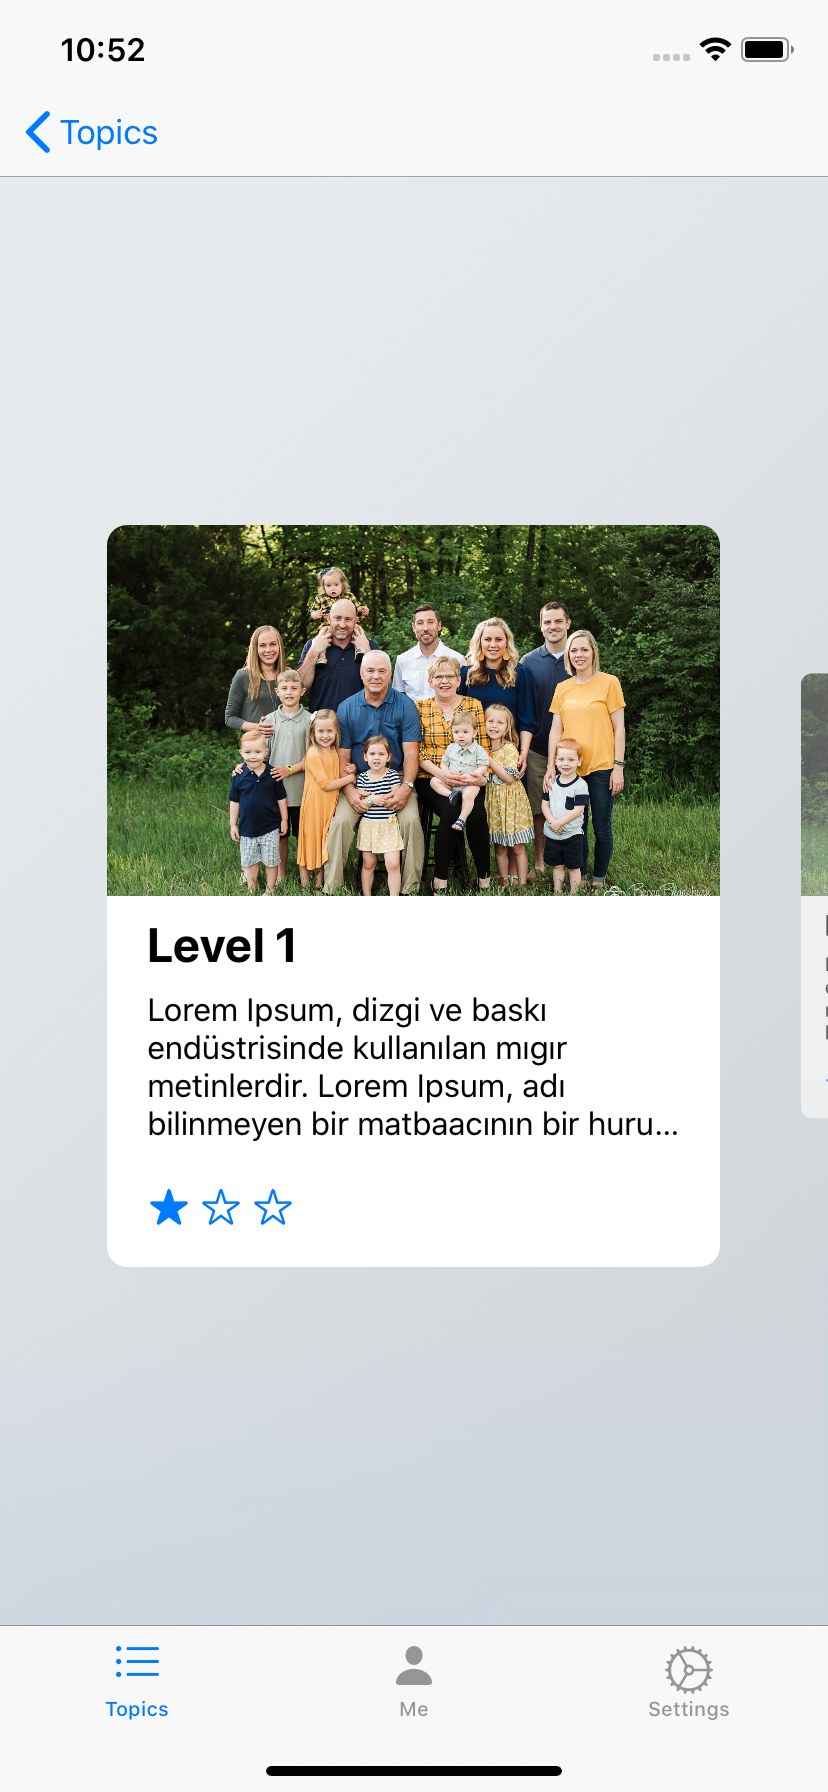 10:52
Topics
Level 1
Lorem Ipsum, dizgi ve baskı
endüstrisinde kullanılan mıgır
metinlerdir. Lorem Ipsum, adı
bilinmeyen bir matbaacının bir huru...
Topics
Me
Settings